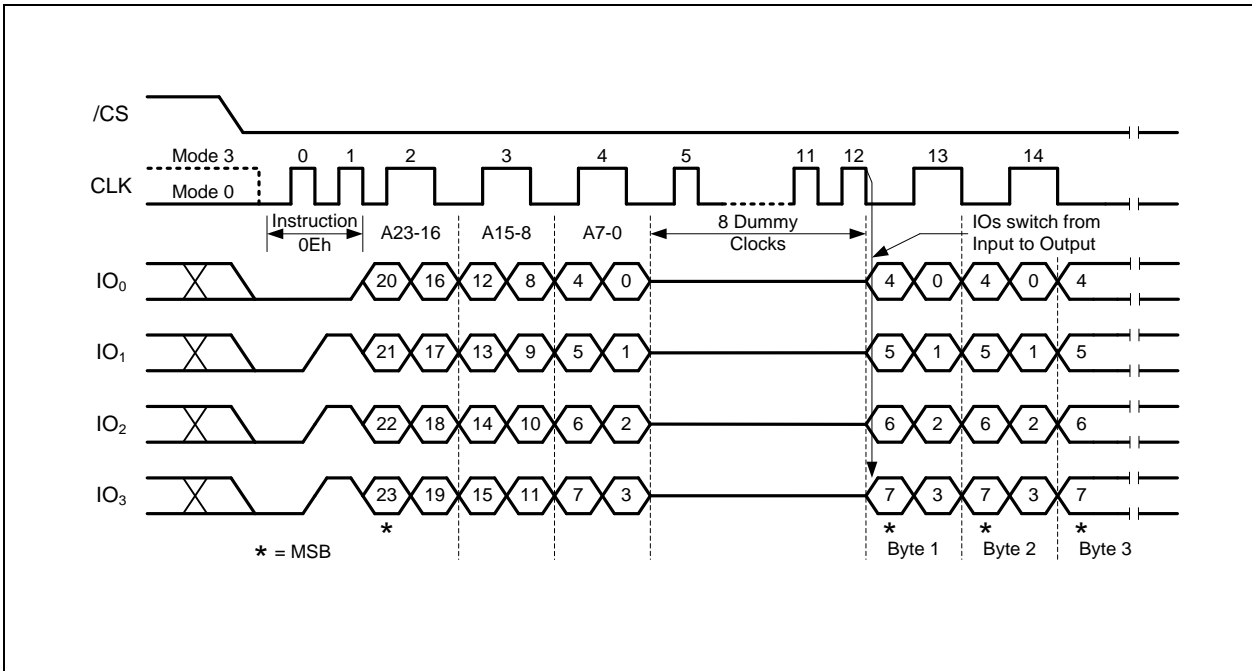 /CS
Mode 3 0 1 2 3 4 5 11 12 13 14
CLK
Mode 0
Instruction 8 Dummy IOs switch from
0Eh A23-16 A15-8 A7-0 Clocks Input to Output
IO0 20 16 12 8 4 0 4 0 4 0 4
IO1 21 17 13 9 5 1 5 1 5 1 5
IO2 22 18 14 10 6 2 6 2 6 2 6
IO3 23 19 15 11 7 3 7 3 7 3 7
* * * *
* = MSB Byte 1 Byte 2 Byte 3